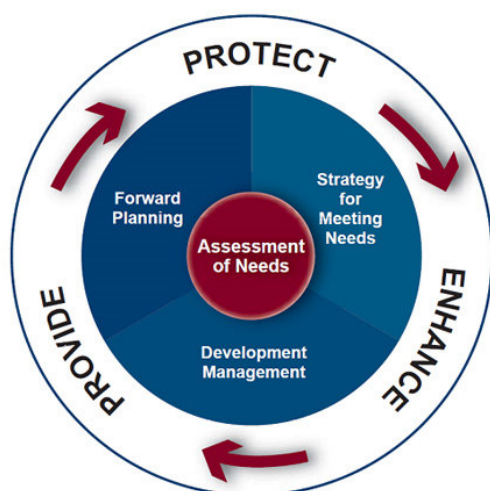 PROTECT
Forward
Planning
Strategy
for
Meeting
Needs
Assessment
of Needs
Development
Management
PROVIDE
ENHANCE